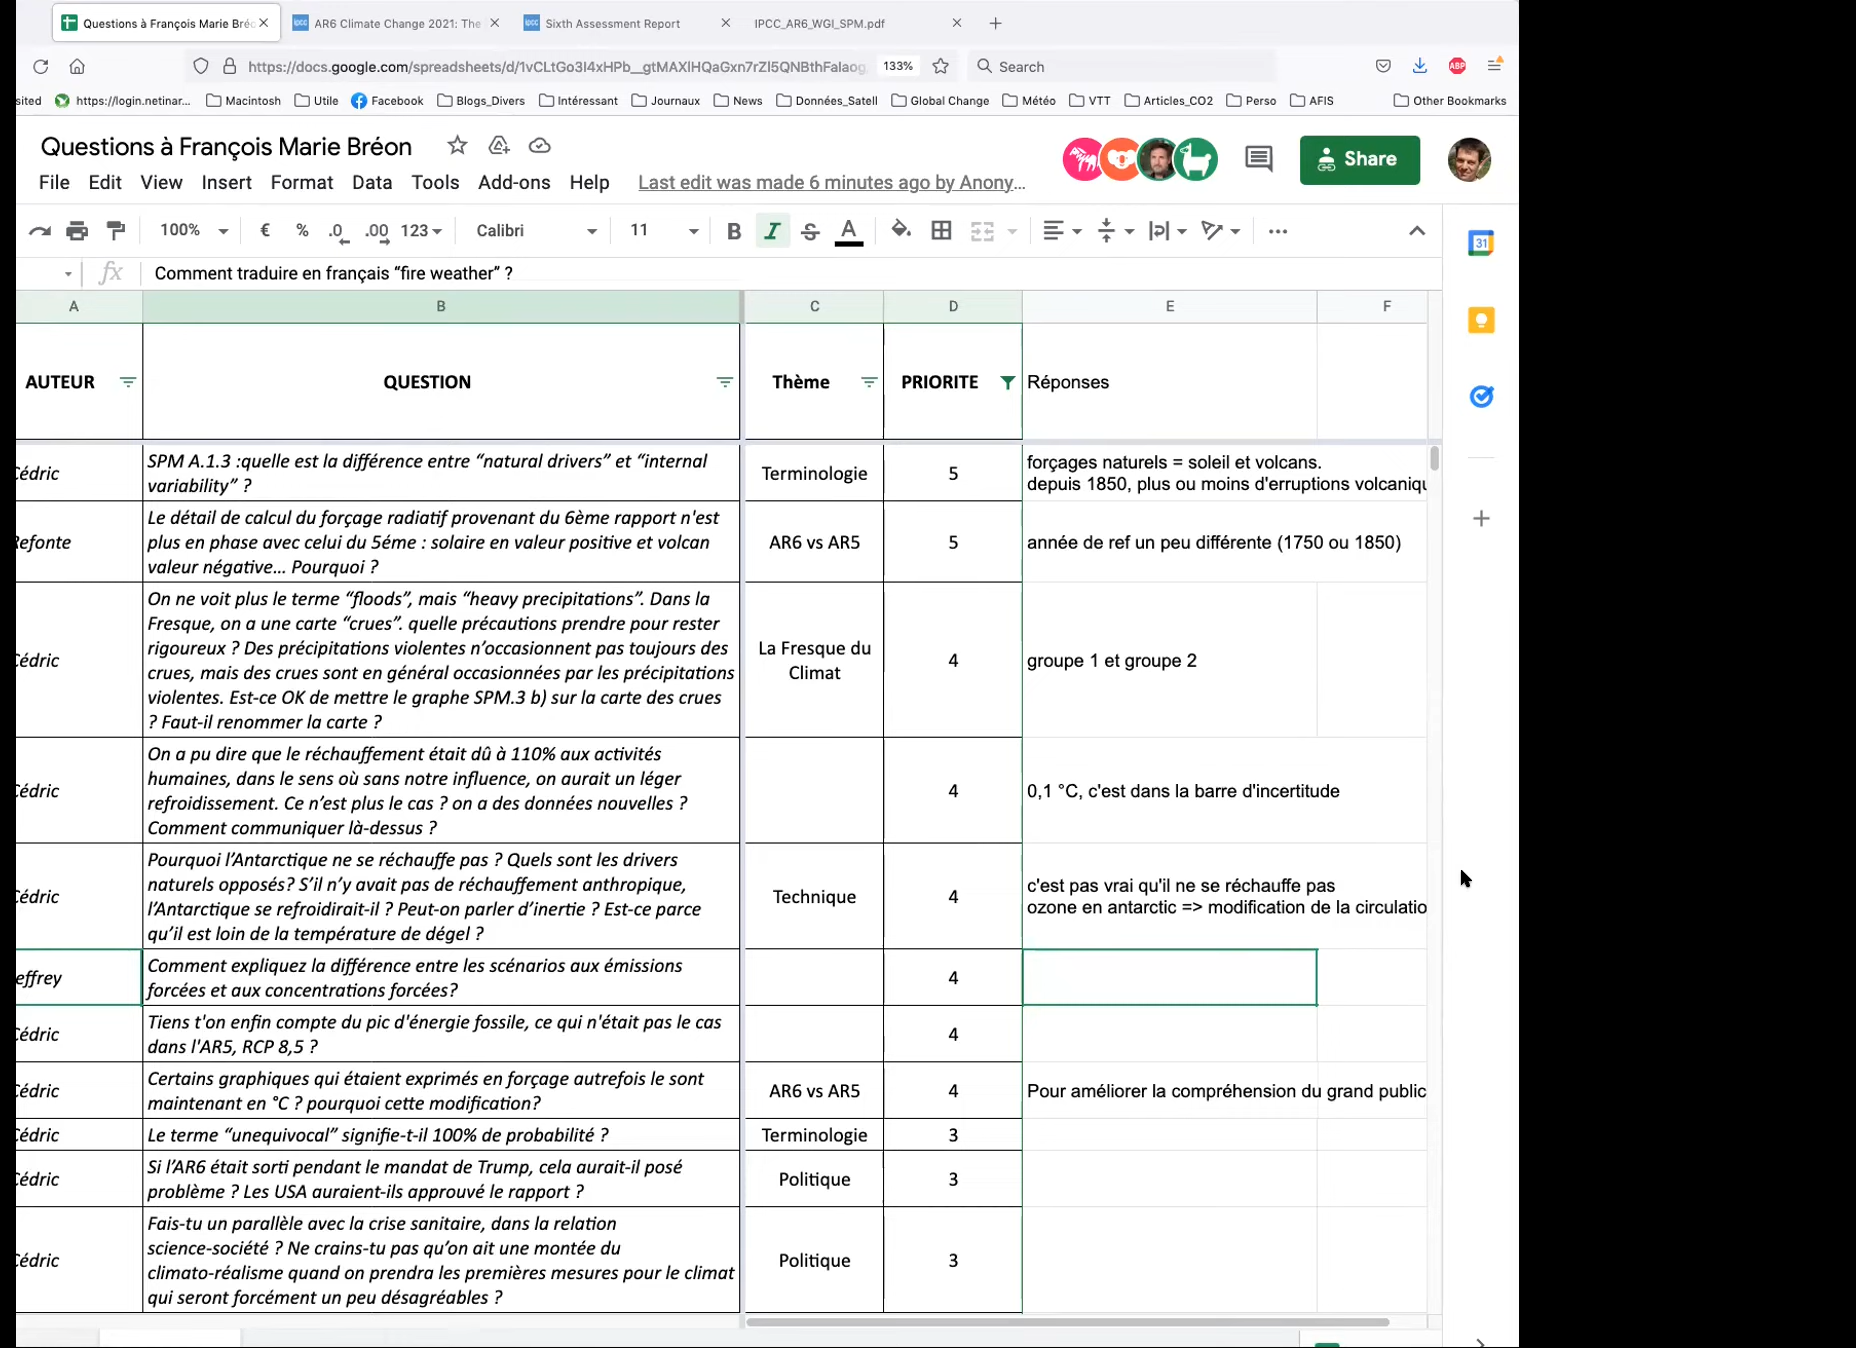 Questions à François Marie Bré
AR6 Climate Change 2021: The
Sixth Assessment Report
IPCC_AR6_WGI_SPM.pdf
https://docs.google.com/spreadsheets/d/
133%
Search
ABP
sited
https://login.netinar...
Macintosh
Utile
Facebook
Blogs_Divers
Intéressant
Journaux
News
Données_Satell
Global Change
Météo
VTT
Articles_CO2
Perso
AFIS
Other Bookmarks
Questions à François Marie Bréon
Share
File Edit View Insert Format Data Tools Add-ons Help Last edit was made 6 minutes ago by Anony...
100% € % .0 .00 123 Calibri 11 B I S A
31
fx Comment traduire en français “fire weather” ?
A B C D E F
AUTEUR QUESTION Thème PRIORITE Réponses
Cédric
SPM A.1.3 :quelle est la différence entre “natural drivers” et “internal
variability” ?
Terminologie
5
forçages naturels = soleil et volcans.
depuis 1850, plus ou moins d'erruptions volcaniqu
Refonte
Le détail de calcul du forçage radiatif provenant du 6ème rapport n'est
plus en phase avec celui du 5éme : solaire en valeur positive et volcan
valeur négative... Pourquoi ?
AR6 vs AR5
5
année de ref un peu différente (1750 ou 1850)
Cédric
On ne voit plus le terme “floods”, mais “heavy precipitations”. Dans la
Fresque, on a une carte “crues”. quelle précautions prendre pour rester
rigoureux ? Des précipitations violentes n’occasionnent pas toujours des
crues, mais des crues sont en général occasionnées par les précipitations
violentes. Est-ce OK de mettre le graphe SPM.3 b) sur la carte des crues
? Faut-il renommer la carte ?
La Fresque du
Climat
4
groupe 1 et groupe 2
Cédric
On a pu dire que le réchauffement était dû à 110% aux activités
humaines, dans le sens où sans notre influence, on aurait un léger
refroidissement. Ce n’est plus le cas ? on a des données nouvelles ?
Comment communiquer là-dessus ?
4
0,1 °C, c'est dans la barre d'incertitude
Cédric
Pourquoi l’Antarctique ne se réchauffe pas ? Quels sont les drivers
naturels opposés? S’il n’y avait pas de réchauffement anthropique,
l’Antarctique se refroidirait-il ? Peut-on parler d’inertie ? Est-ce parce
qu’il est loin de la température de dégel ?
Technique
4
c'est pas vrai qu'il ne se réchauffe pas
ozone en antarctic => modification de la circulatio
effrey
Comment expliquez la différence entre les scénarios aux émissions
forcées et aux concentrations forcées?
4
Cédric
Tiens t'on enfin compte du pic d'énergie fossile, ce qui n'était pas le cas
dans l'AR5, RCP 8,5 ?
4
Cédric
Certains graphiques qui étaient exprimés en forçage autrefois le sont
maintenant en °C ? pourquoi cette modification?
AR6 vs AR5
4
Pour améliorer la compréhension du grand public
Cédric
Le terme “unequivocal” signifie-t-il 100% de probabilité ?
Terminologie
3
Cédric
Si l’AR6 était sorti pendant le mandat de Trump, cela aurait-il posé
problème ? Les USA auraient-ils approuvé le rapport ?
Politique
3
Cédric
Fais-tu un parallèle avec la crise sanitaire, dans la relation
science-société ? Ne crains-tu pas qu’on ait une montée du
climato-réalisme quand on prendra les premières mesures pour le climat
qui seront forcément un peu désagréables ?
Politique
3